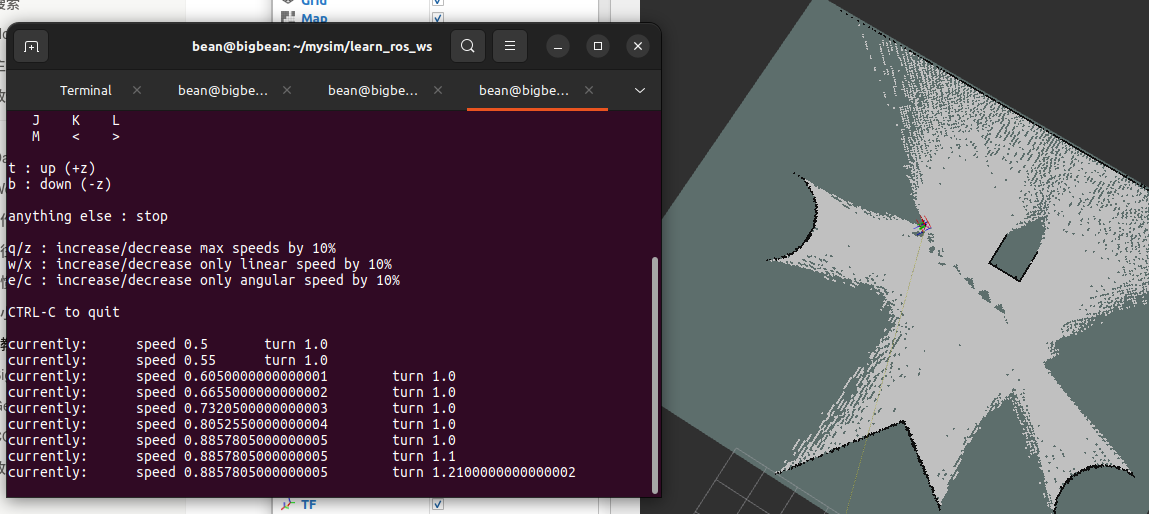 搜索
Grid
Map
bean@bigbean: ~/mysim/learn_ros_ws
Terminal
bean@bigbe...
bean@bigbe...
bean@bigbe...
J K L
M < >
t : up (+z)
b : down (-z)
anything else : stop
q/z : increase/decrease max speeds by 10%
w/x : increase/decrease only linear speed by 10%
e/c : increase/decrease only angular speed by 10%
CTRL-C to quit
currently: speed 0.5 turn 1.0
currently: speed 0.55 turn 1.0
currently: speed 0.6050000000000001 turn 1.0
currently: speed 0.6655000000000002 turn 1.0
currently: speed 0.7320500000000003 turn 1.0
currently: speed 0.8052550000000004 turn 1.0
currently: speed 0.8857805000000005 turn 1.0
currently: speed 0.8857805000000005 turn 1.1
currently: speed 0.8857805000000005 turn 1.2100000000000002
TF